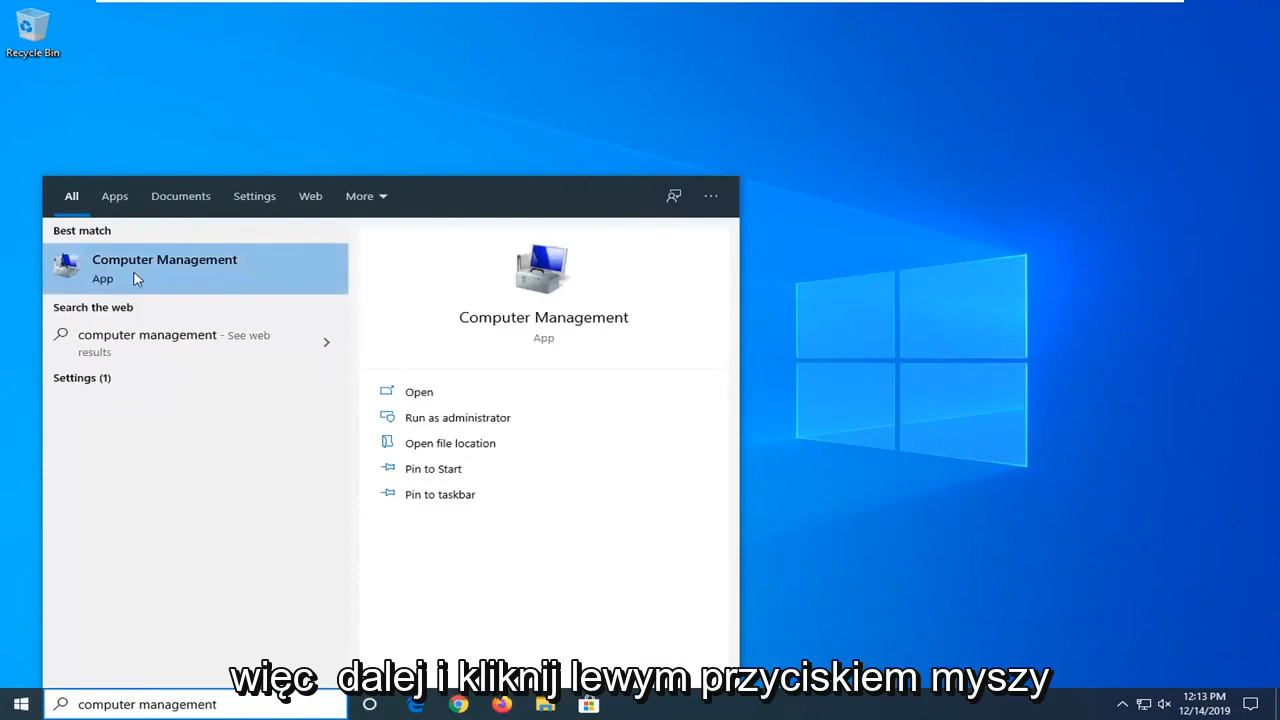 Recycle Bin
All Apps Documents Settings Web More
Best match
Computer Management
App
Search the web
computer management - See web
results
Settings (1)
Computer Management
App
Open
Run as administrator
Open file location
Pin to Start
Pin to taskbar
więc dalej i kliknij lewym przyciskiem myszy
computer management
12:13 PM
12/14/2019